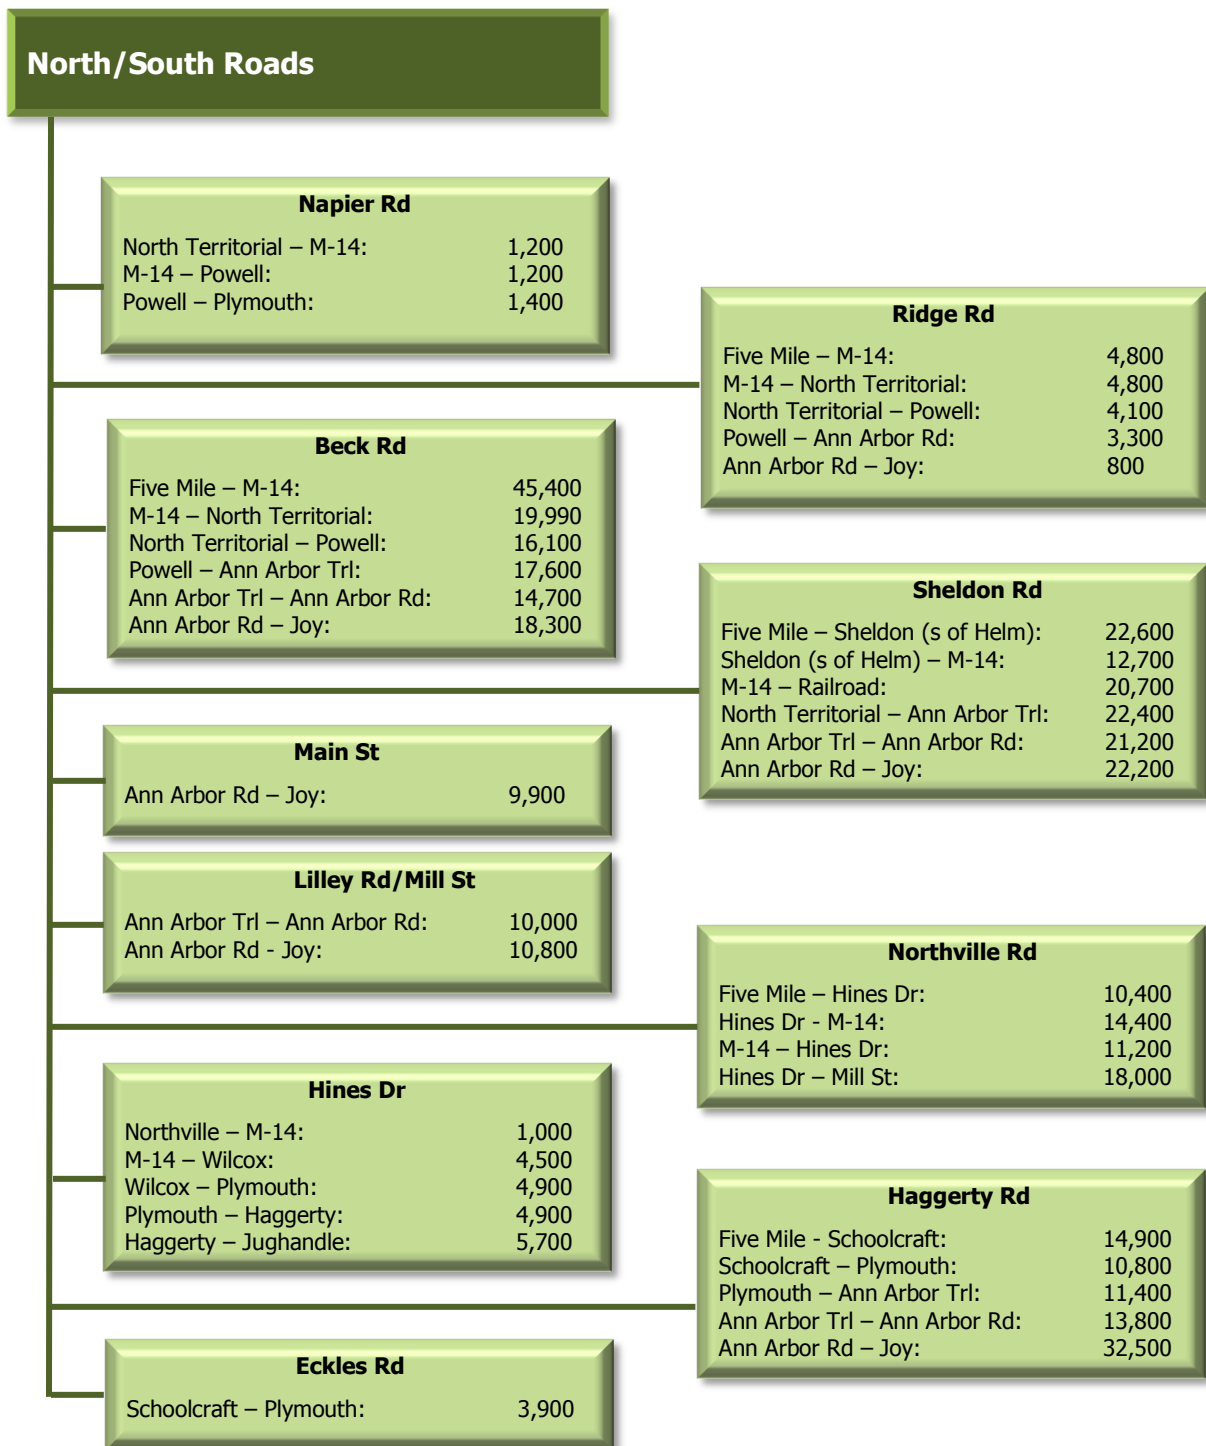 North/South Roads
Napier Rd
North Territorial – M-14: 1,200
M-14 – Powell: 1,200
Powell – Plymouth: 1,400
Ridge Rd
Five Mile – M-14: 4,800
M-14 – North Territorial: 4,800
North Territorial – Powell: 4,100
Powell – Ann Arbor Rd: 3,300
Ann Arbor Rd – Joy: 800
Beck Rd
Five Mile – M-14: 45,400
M-14 – North Territorial: 19,990
North Territorial – Powell: 16,100
Powell – Ann Arbor Trl: 17,600
Ann Arbor Trl – Ann Arbor Rd: 14,700
Ann Arbor Rd – Joy: 18,300
Sheldon Rd
Five Mile – Sheldon (s of Helm): 22,600
Sheldon (s of Helm) – M-14: 12,700
M-14 – Railroad: 20,700
North Territorial – Ann Arbor Trl: 22,400
Ann Arbor Trl – Ann Arbor Rd: 21,200
Ann Arbor Rd – Joy: 22,200
Main St
Ann Arbor Rd – Joy: 9,900
Lilley Rd/Mill St
Ann Arbor Trl – Ann Arbor Rd: 10,000
Ann Arbor Rd - Joy: 10,800
Northville Rd
Five Mile – Hines Dr: 10,400
Hines Dr - M-14: 14,400
M-14 – Hines Dr: 11,200
Hines Dr – Mill St: 18,000
Hines Dr
Northville – M-14: 1,000
M-14 – Wilcox: 4,500
Wilcox – Plymouth: 4,900
Plymouth – Haggerty: 4,900
Haggerty – Jughandle: 5,700
Haggerty Rd
Five Mile - Schoolcraft: 14,900
Schoolcraft – Plymouth: 10,800
Plymouth – Ann Arbor Trl: 11,400
Ann Arbor Trl – Ann Arbor Rd: 13,800
Ann Arbor Rd – Joy: 32,500
Eckles Rd
Schoolcraft – Plymouth: 3,900